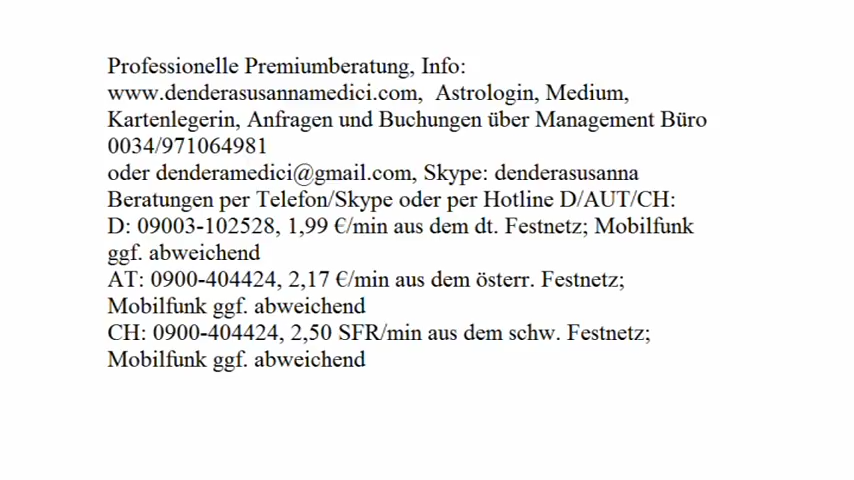 Professionelle Premiumberatung, Info:
www.denderasusannamedici.com, Astrologin, Medium,
Kartenlegerin, Anfragen und Buchungen über Management Büro
0034/971064981
oder denderamedici@gmail.com, Skype: denderasusanna
Beratungen per Telefon/Skype oder per Hotline D/AUT/CH:
D: 09003-102528, 1,99 €/min aus dem dt. Festnetz; Mobilfunk
ggf. abweichend
AT: 0900-404424, 2,17 €/min aus dem österr. Festnetz;
Mobilfunk ggf. abweichend
CH: 0900-404424, 2,50 SFR/min aus dem schw. Festnetz;
Mobilfunk ggf. abweichend